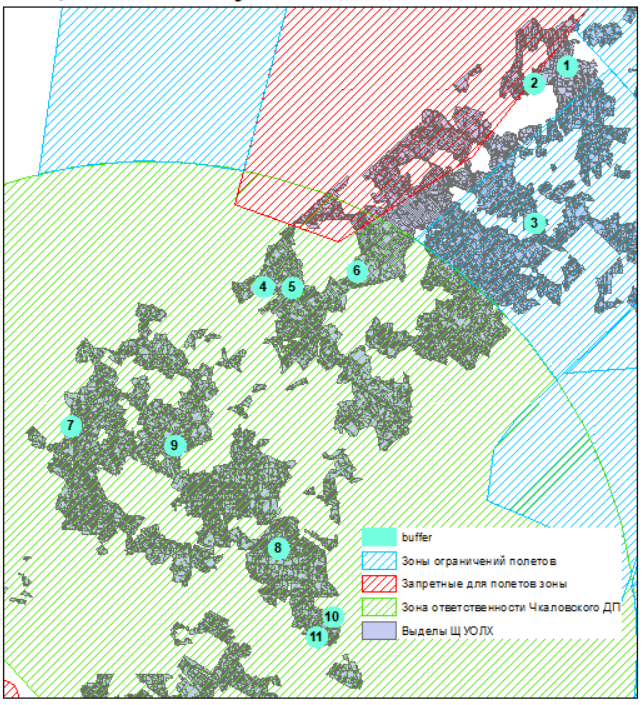 1
2
3
6
4
5
7
9
8
10
11
buffer
Зоны ограничений полетов
Запретные для полетов зоны
Зона ответственности Чкаловского ДП
Выделы ЩУОЛХ